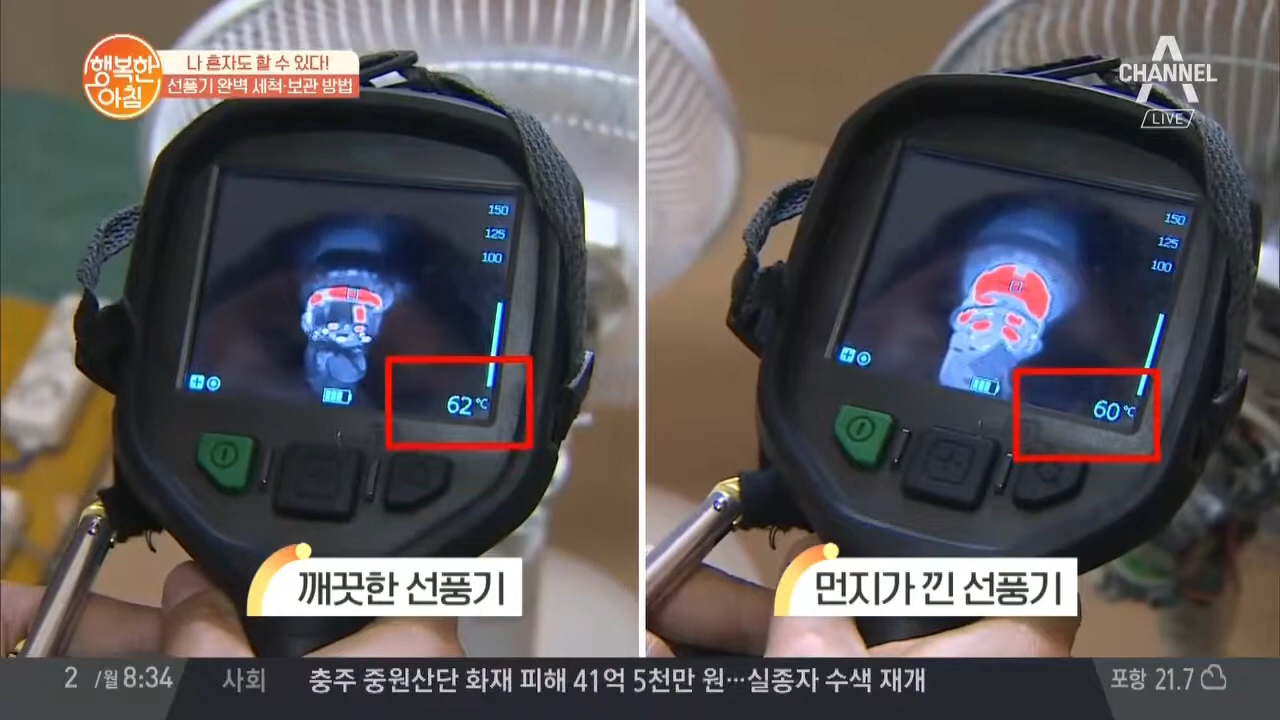 행복한
아침
나 혼자도 할 수 있다!
선풍기 완벽 세척·보관 방법
CHANNEL A
LIVE
150
125
100
62℃
150
125
100
60℃
깨끗한 선풍기
먼지가 낀 선풍기
2 /월 8:34 사회 충주 중원산단 화재 피해 41억 5천만 원…실종자 수색 재개 포항 21.7